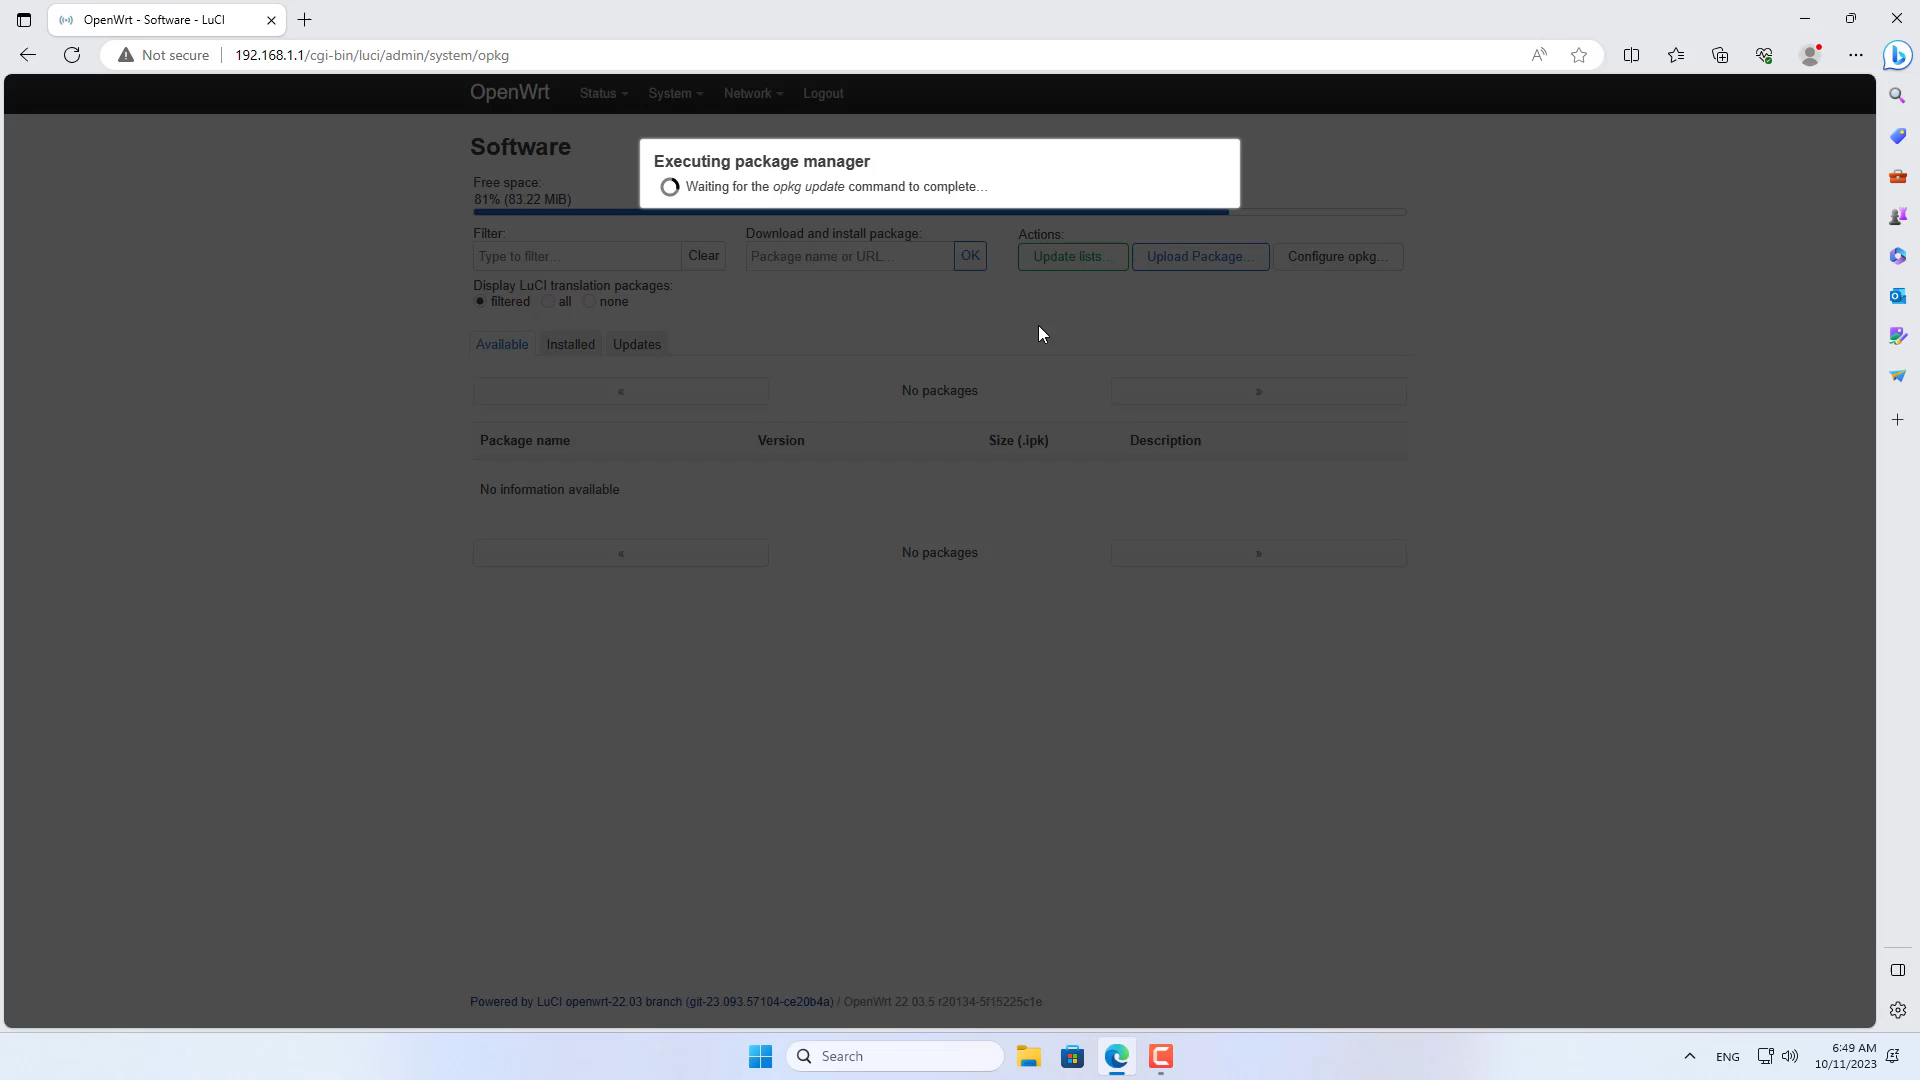 OpenWrt - Software - LuCI
Not secure
192.168.1.1/cgi-bin/luci/admin/system/opkg
OpenWrt Status System Network Logout
Software
Executing package manager
Waiting for the opkg update command to complete...
Free space:
81% (83.22 MiB)
Filter:
Type to filter...
Clear
Download and install package:
Package name or URL...
OK
Actions:
Update lists...
Upload Package...
Configure opkg...
Display LuCI translation packages:
filtered all none
Available Installed Updates
« No packages »
Package name Version Size (.ipk) Description
No information available
« No packages »
Powered by LuCI openwrt-22.03 branch (git-23.093.57104-ce20b4a) / OpenWrt 22.03.5 r20134-5f15225c1e
Search
ENG
6:49 AM
10/11/2023